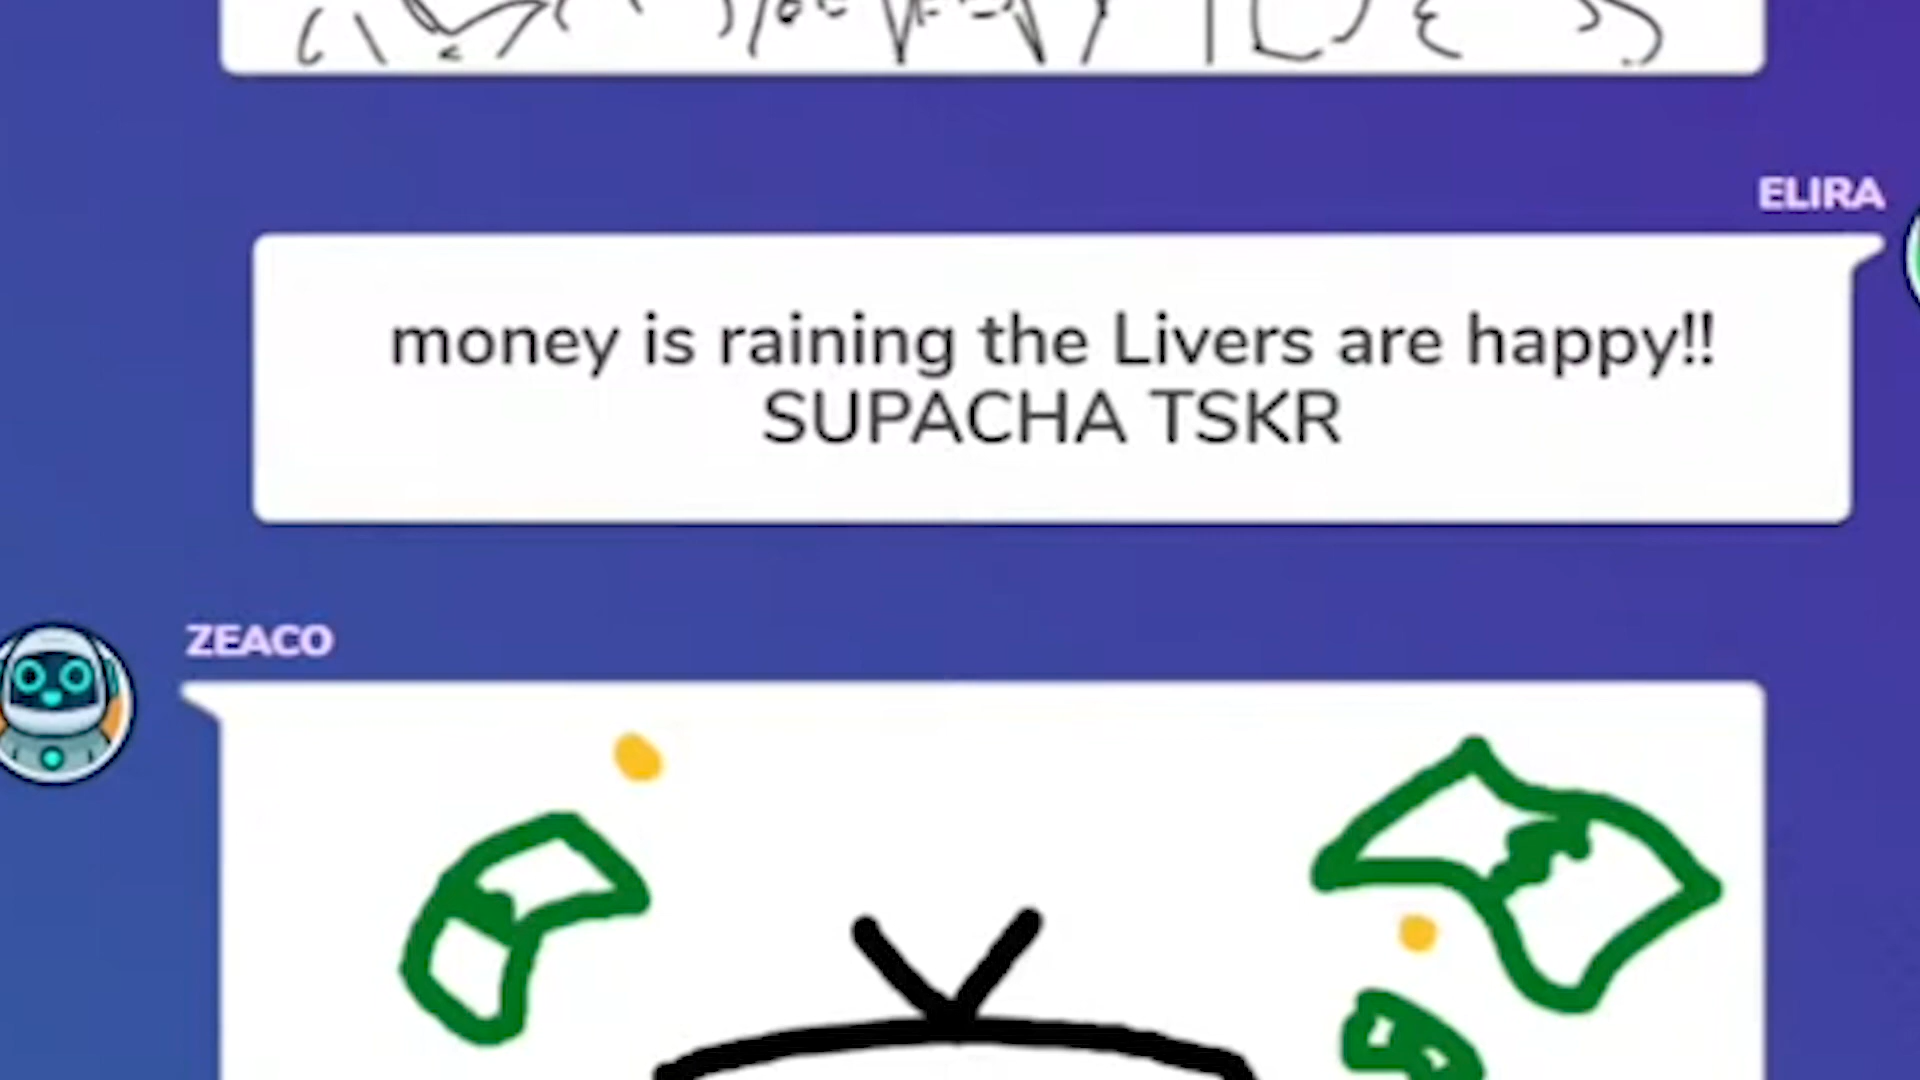 ELIRA
money is raining the Livers are happy!!
SUPACHA TSKR
ZEACO